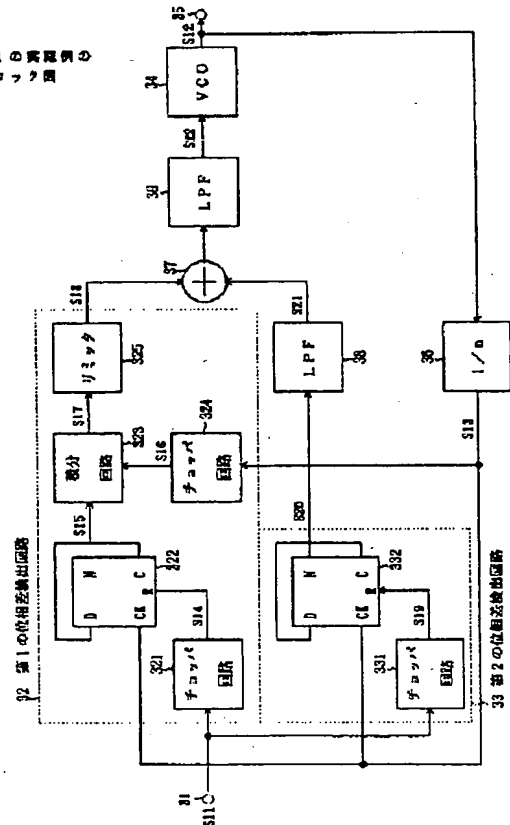 の実施例の
ロック図
35
S12
34
VCO
S22
39
LPF
37
+
S18
S21
リミッタ
325
38
LPF
36
1/n
S17
S13
積分
回路
323
S16
324
チョッパ
回路
S15
S20
32 第1の位相差検出回路
D
N
CK
R
C
322
S14
321
チョッパ
回路
D
N
CK
R
C
332
S19
331
チョッパ
回路
33 第2の位相差検出回路
31
S11